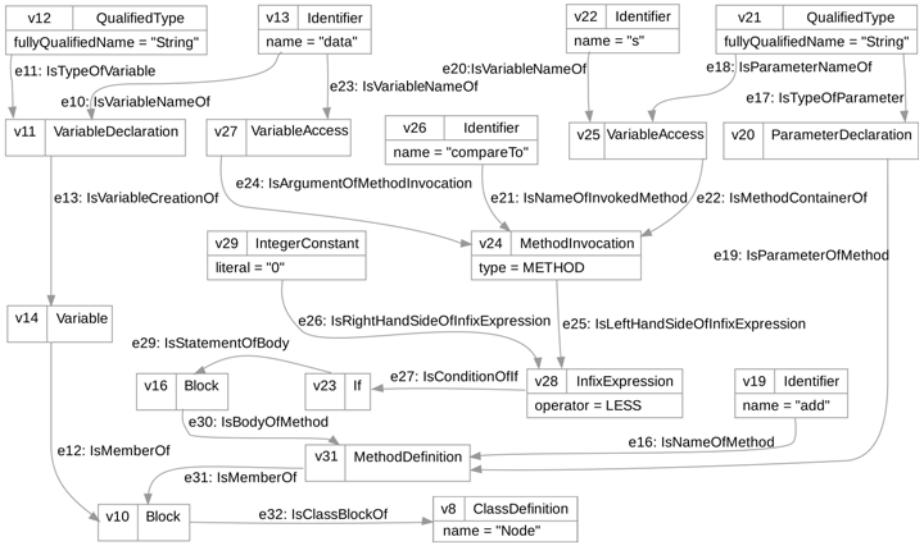 v12 QualifiedType
fullyQualifiedName = "String"
v13 Identifier
name = "data"
v22 Identifier
name = "s"
v21 QualifiedType
fullyQualifiedName = "String"
e11: IsTypeOfVariable
e10: IsVariableNameOf
e23: IsVariableNameOf
e20:IsVariableNameOf
e18: IsParameterNameOf
e17: IsTypeOfParameter
v11 VariableDeclaration
v27 VariableAccess
v26 Identifier
name = "compareTo"
v25 VariableAccess
v20 ParameterDeclaration
e24: IsArgumentOfMethodInvocation
e13: IsVariableCreationOf
e21: IsNameOfInvokedMethod
e22: IsMethodContainerOf
v29 IntegerConstant
literal = "0"
v24 MethodInvocation
type = METHOD
e19: IsParameterOfMethod
v14 Variable
e26: IsRightHandSideOfInfixExpression
e25: IsLeftHandSideOfInfixExpression
e29: IsStatementOfBody
v16 Block
v23 If
e27: IsConditionOfIf
v28 InfixExpression
operator = LESS
v19 Identifier
name = "add"
e30: IsBodyOfMethod
e16: IsNameOfMethod
e12: IsMemberOf
v31 MethodDefinition
e31: IsMemberOf
v10 Block
e32: IsClassBlockOf
v8 ClassDefinition
name = "Node"